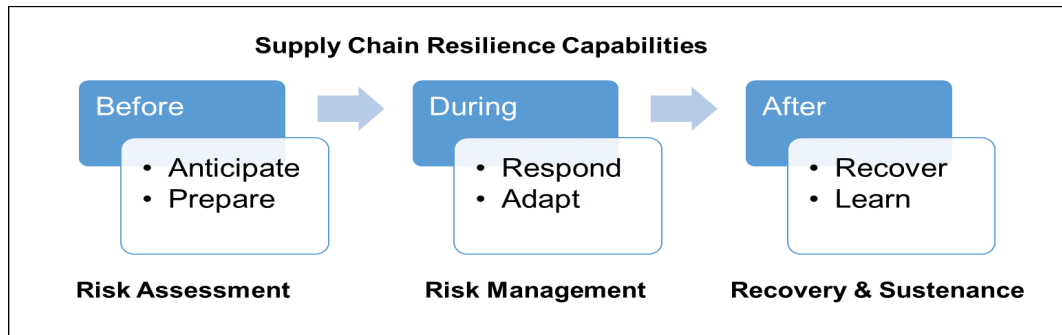 Supply Chain Resilience Capabilities
Before
• Anticipate
• Prepare
During
• Respond
• Adapt
After
• Recover
• Learn
Risk Assessment
Risk Management
Recovery & Sustenance